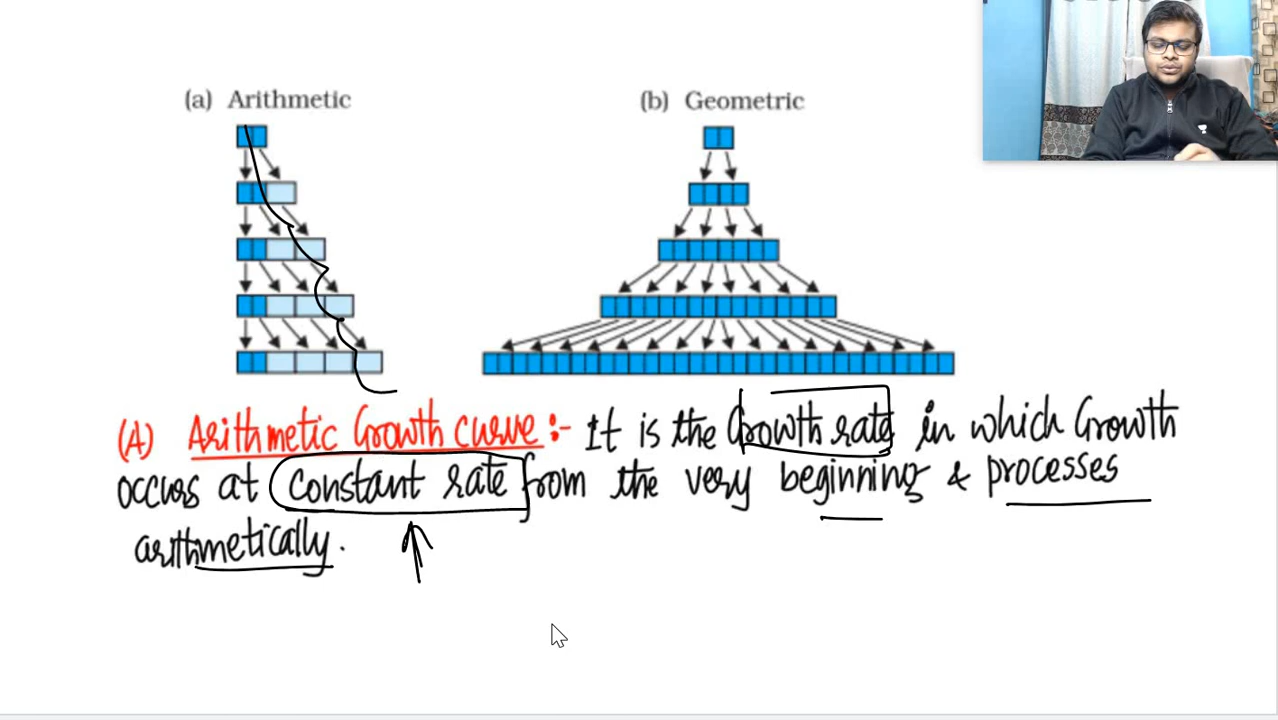 (a) Arithmetic
(b) Geometric
(A) Arithmetic Growth curve :- It is the Growth rate in which Growth
occurs at constant rate from the very beginning & processes
arithmetically.